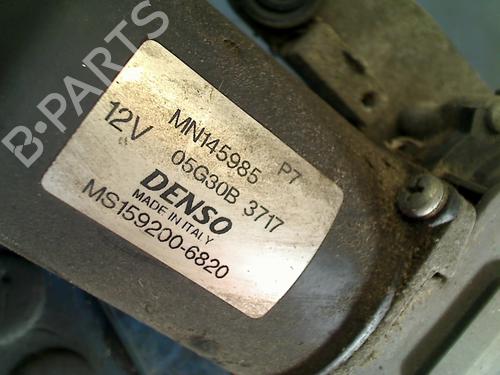 B-PARTS
MN145985 P7
12V 05G30B 3717
DENSO
MADE IN ITALY
MS159200-6820